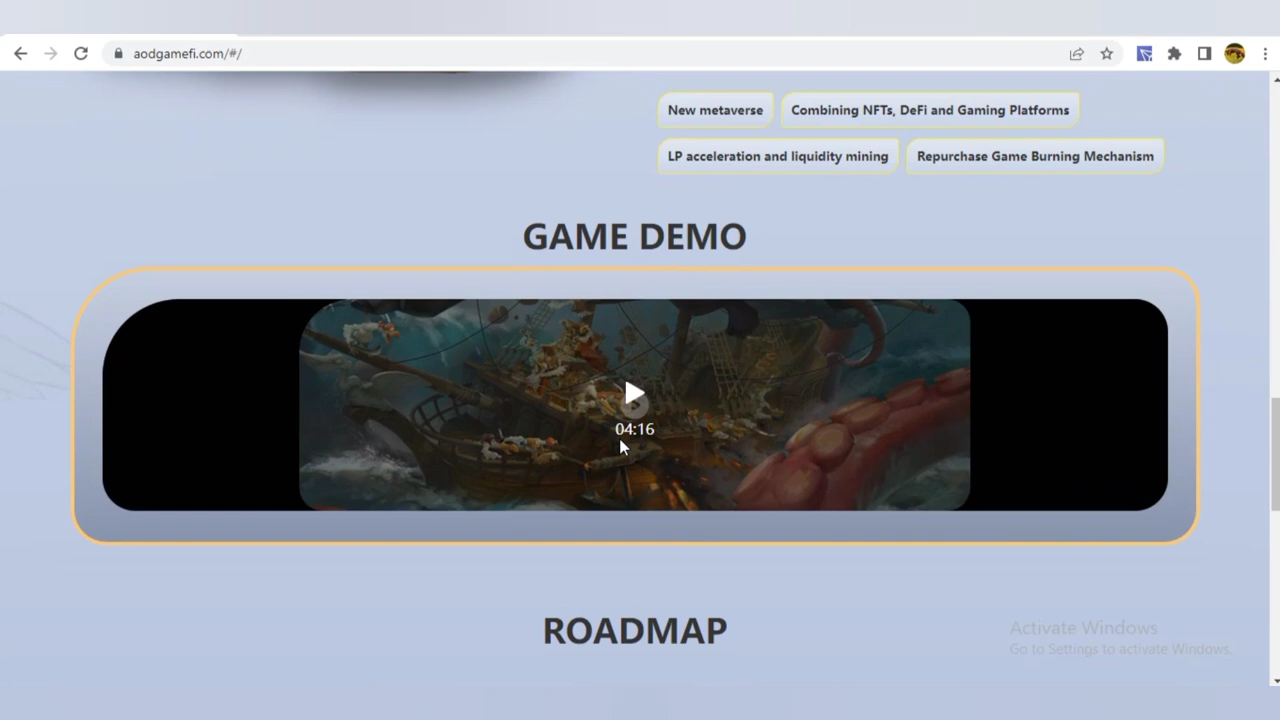 aodgamefi.com/#/
New metaverse
Combining NFTs, DeFi and Gaming Platforms
LP acceleration and liquidity mining
Repurchase Game Burning Mechanism
GAME DEMO
04:16
ROADMAP
Activate Windows
Go to Settings to activate Windows.